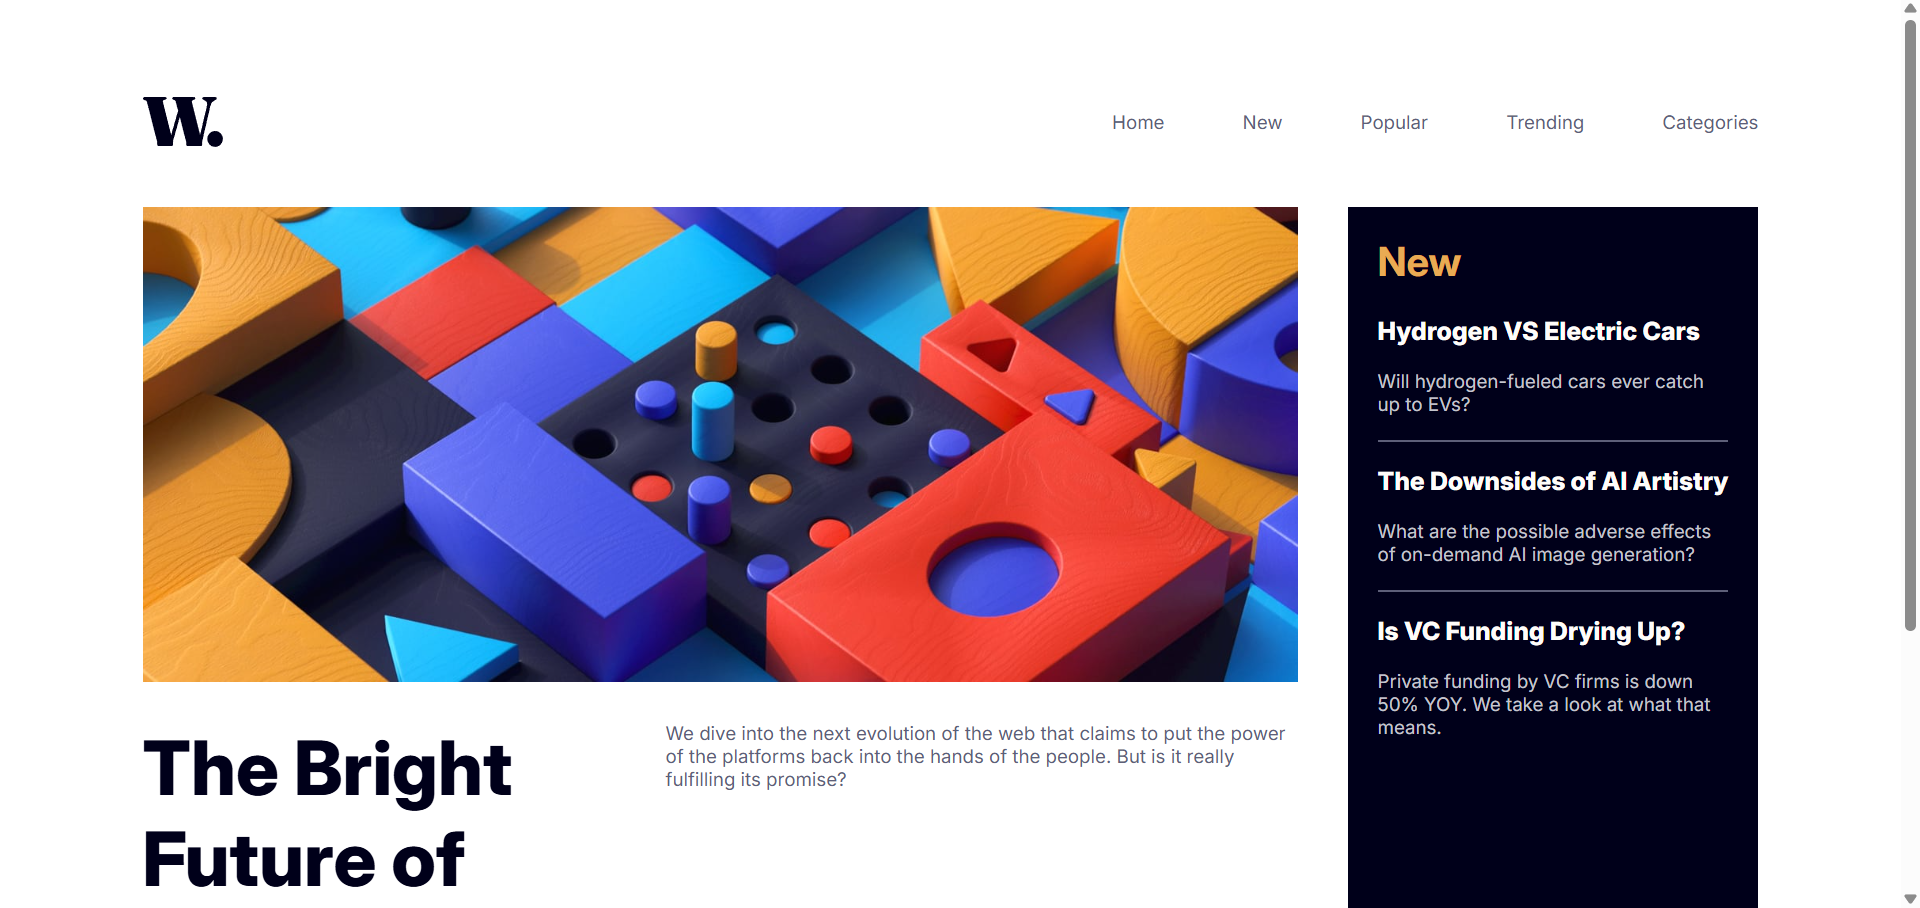 W.
Home New Popular Trending Categories
The Bright
Future of
We dive into the next evolution of the web that claims to put the power
of the platforms back into the hands of the people. But is it really
fulfilling its promise?
New
Hydrogen VS Electric Cars
Will hydrogen-fueled cars ever catch
up to EVs?
The Downsides of AI Artistry
What are the possible adverse effects
of on-demand AI image generation?
Is VC Funding Drying Up?
Private funding by VC firms is down
50% YOY. We take a look at what that
means.